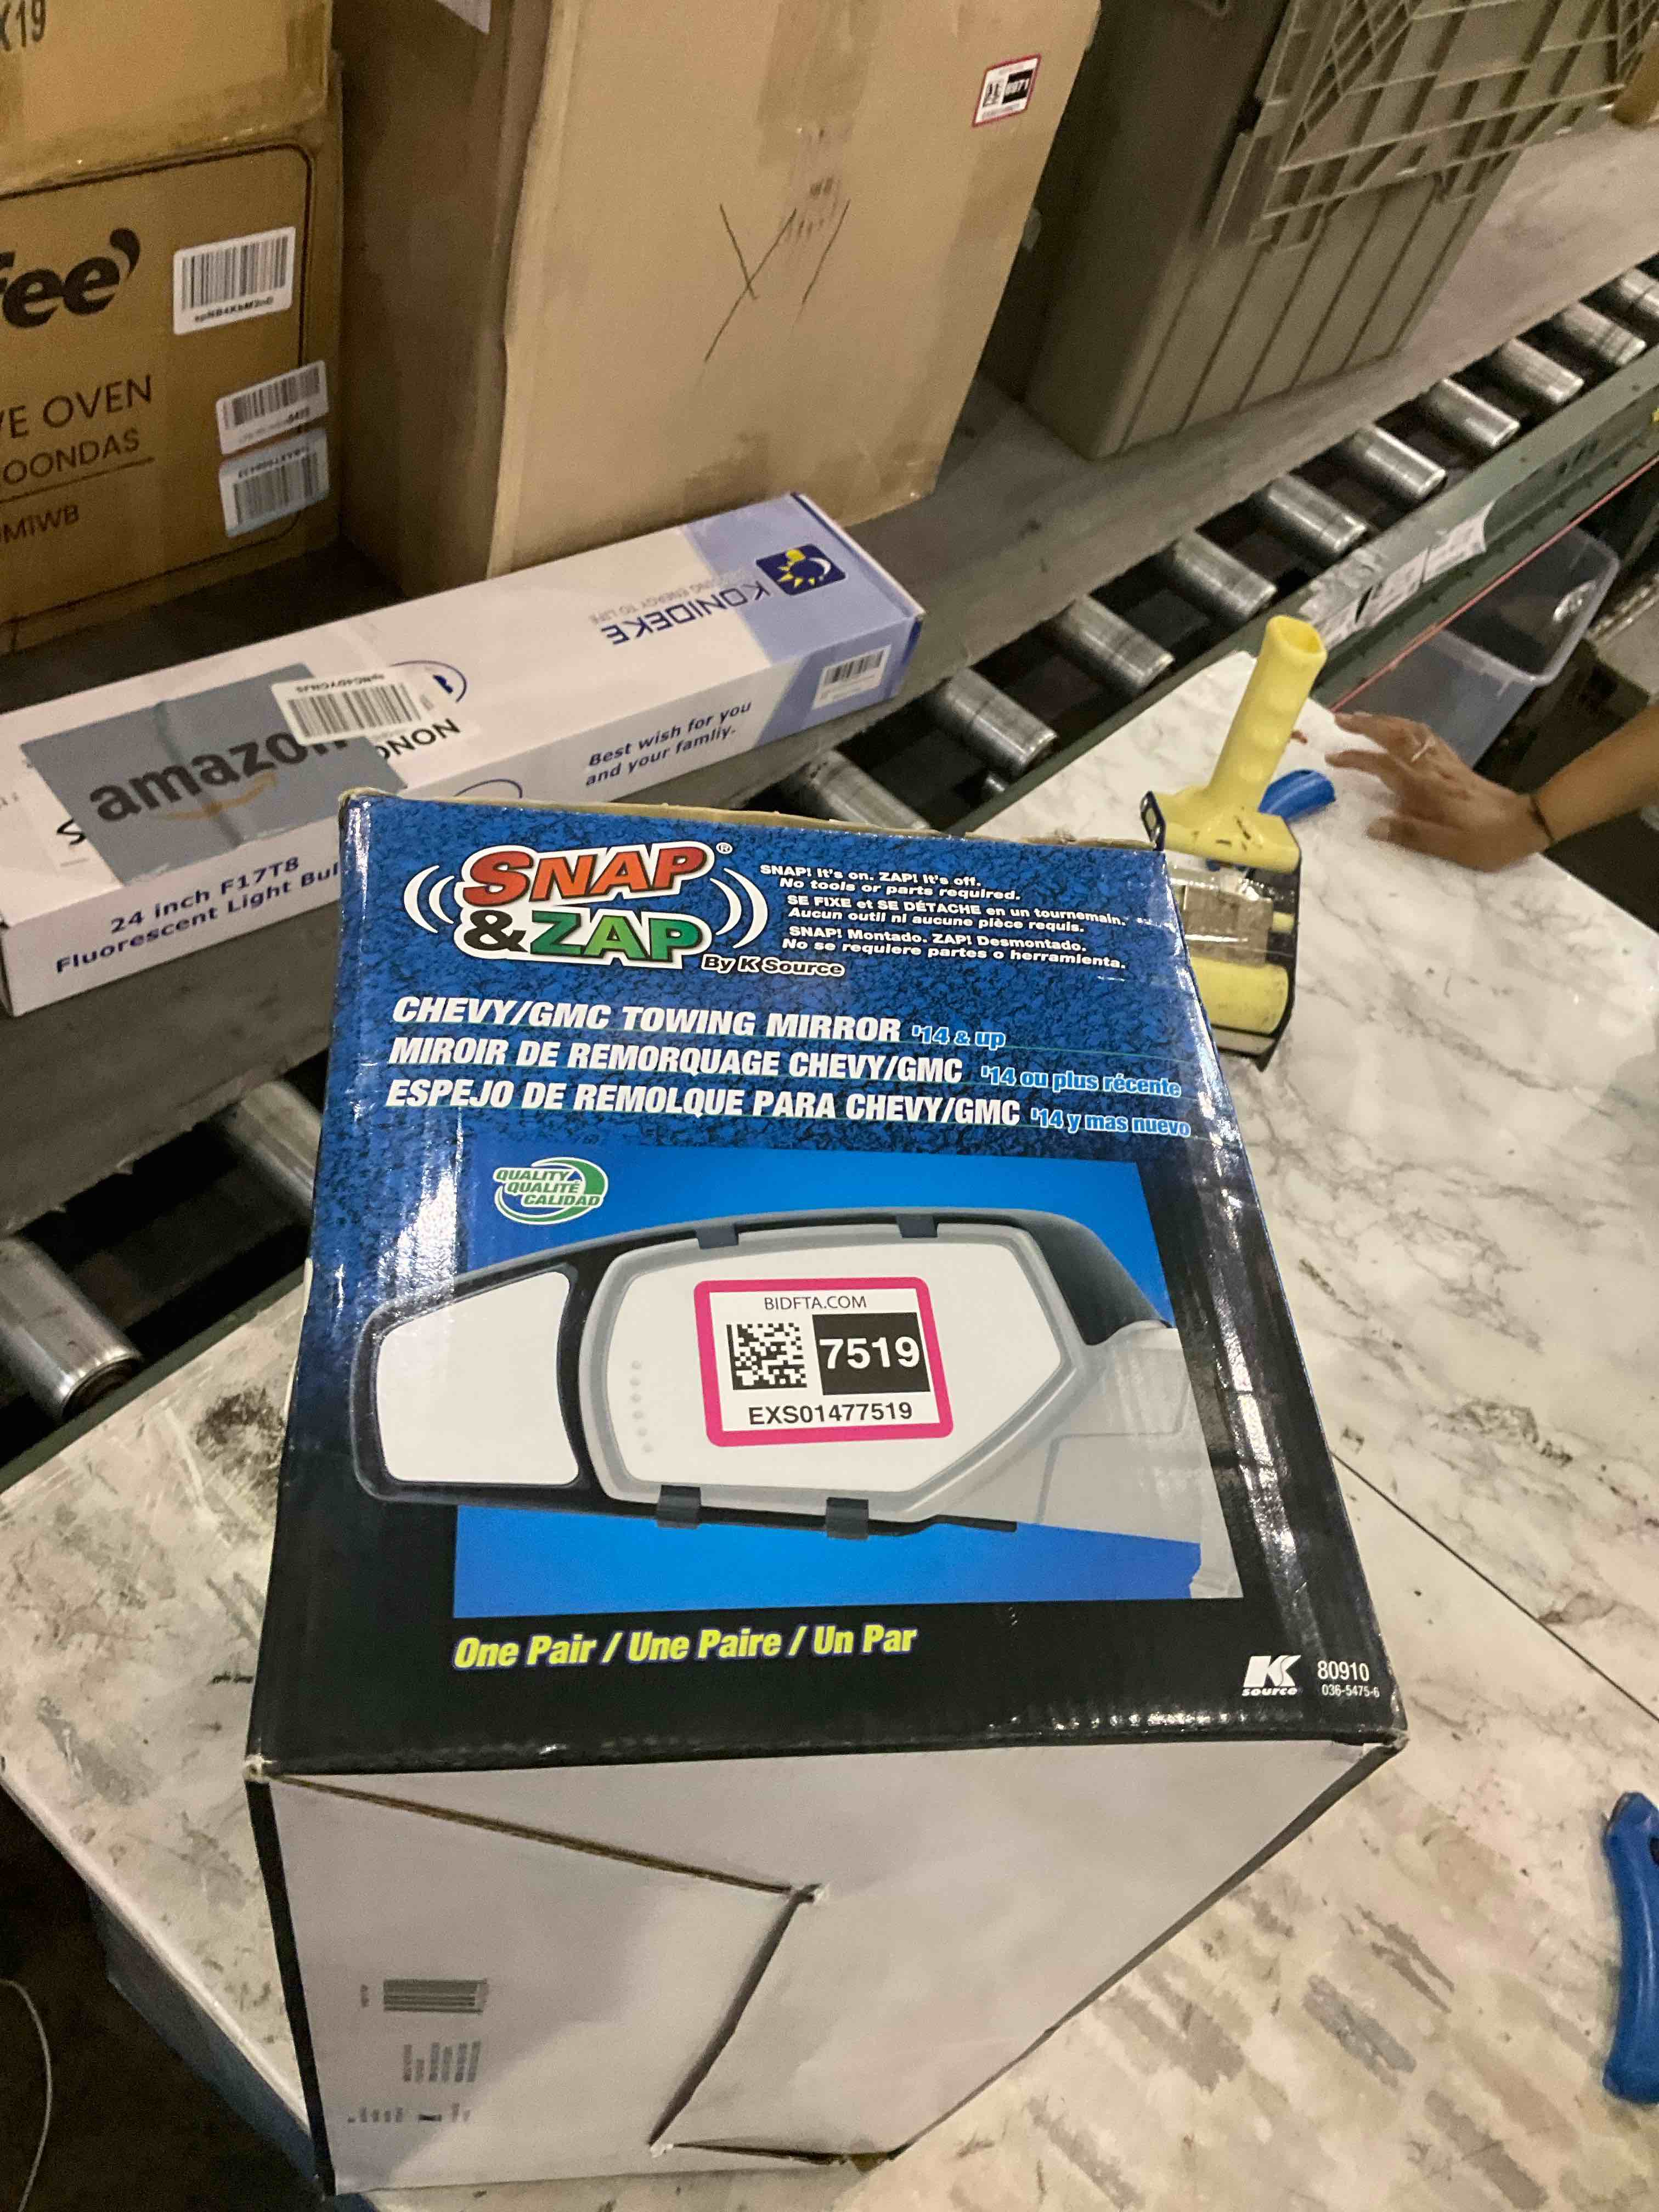 X19
fee
spNB4XbM2nD
VE OVEN
OONDAS
0M1WB
KONIDEKE
amazon
Best wish for you
and your famliy.
24 inch F17T8
Fluorescent Light Bul
SNAP®
&ZAP
By K Source
SNAP! It's on. ZAP! It's off.
No tools or parts required.
SE FIXE et SE DÉTACHE en un tournemain.
Aucun outil ni aucune pièce requis.
SNAP! Montado. ZAP! Desmontado.
No se requiere partes o herramienta.
CHEVY/GMC TOWING MIRROR '14 & up
MIROIR DE REMORQUAGE CHEVY/GMC '14 ou plus récente
ESPEJO DE REMOLQUE PARA CHEVY/GMC '14 y mas nuevo
QUALITY
QUALITÉ
CALIDAD
BIDFTA.COM
7519
EXS01477519
One Pair / Une Paire / Un Par
K source
80910
036-5475-6